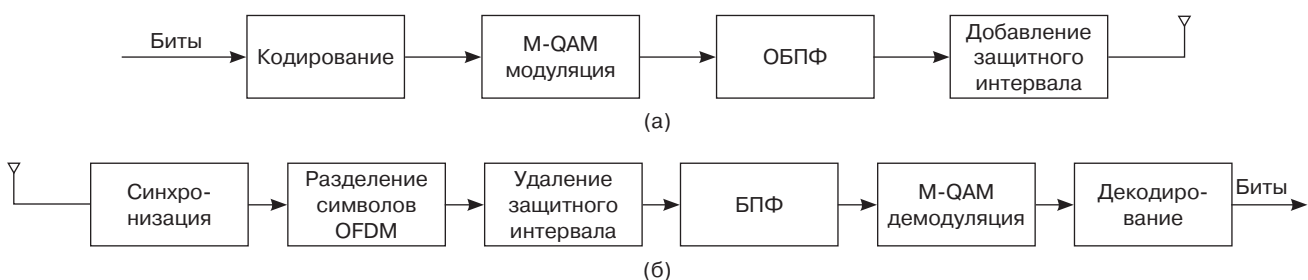 Биты
Кодирование
M-QAM
модуляция
ОБПФ
Добавление
защитного
интервала
(а)
Синхро-
низация
Разделение
символов
OFDM
Удаление
защитного
интервала
БПФ
M-QAM
демодуляция
Декодиро-
вание
Биты
(б)